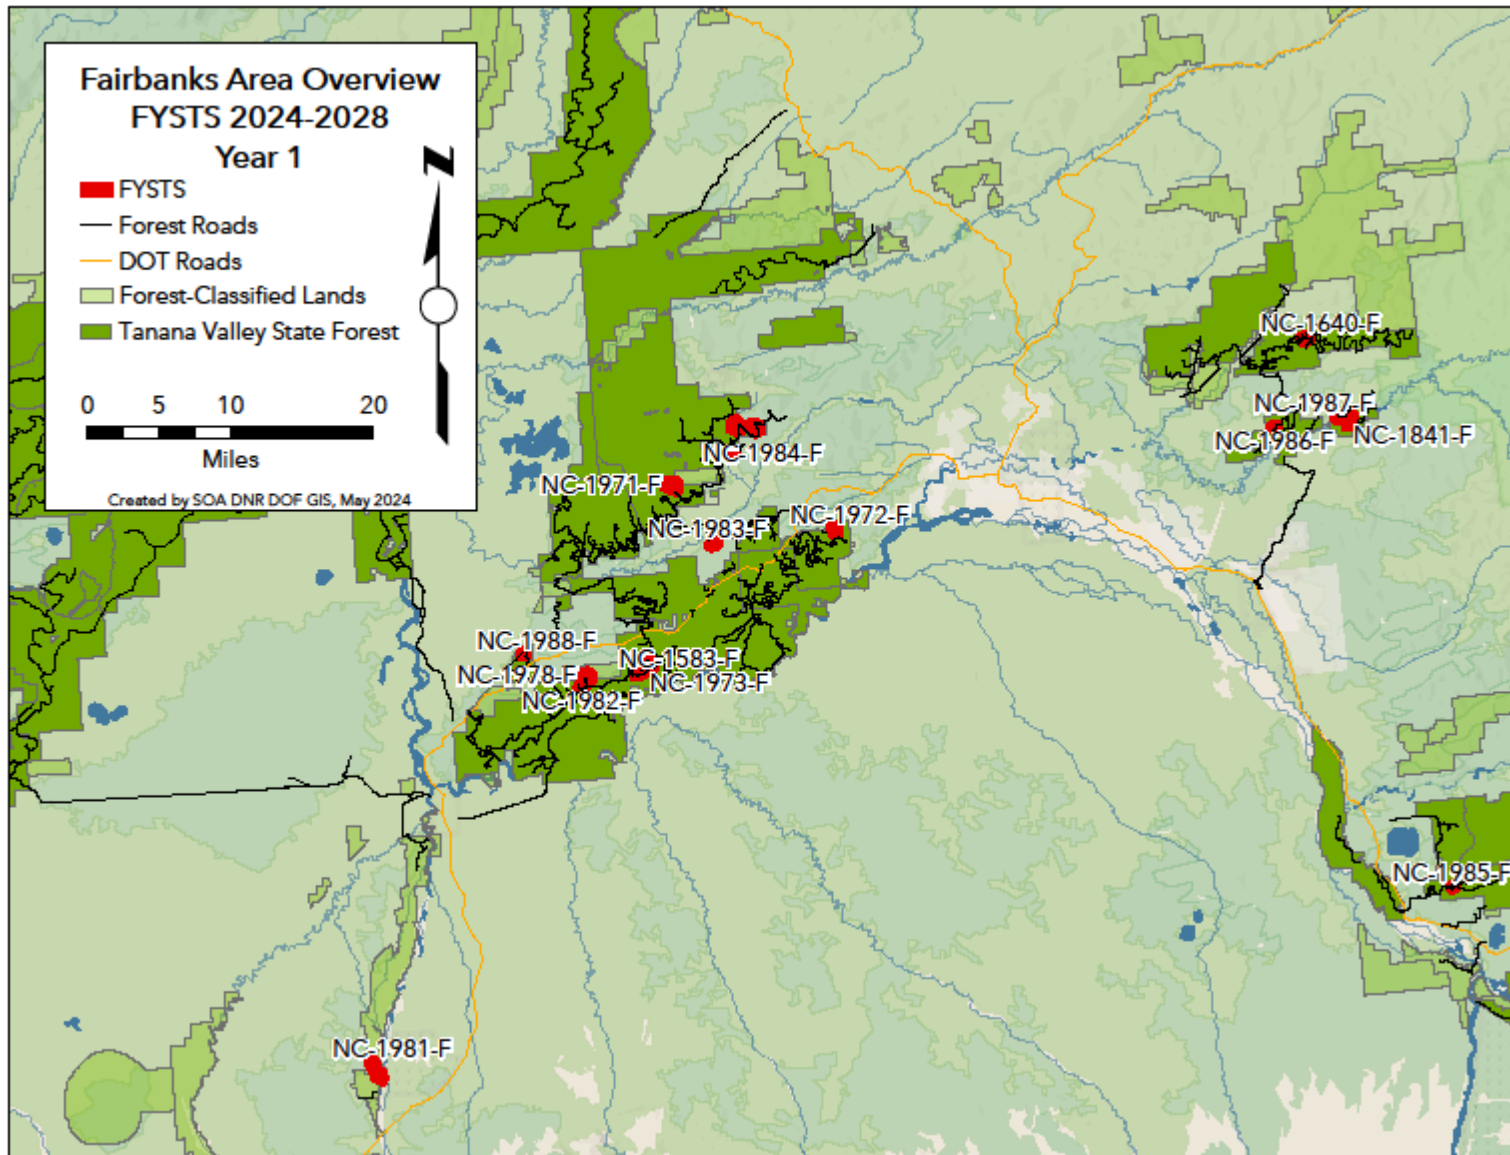 Fairbanks Area Overview
FYSTS 2024-2028
Year 1
N
FYSTS
Forest Roads
DOT Roads
Forest-Classified Lands
Tanana Valley State Forest
0 5 10 20
Miles
Created by SOA DNR DOF GIS, May 2024
NC-1640-F
NC-1987-F
NC-1986-F
NC-1841-F
NC-1984-F
NC-1971-F
NC-1972-F
NC-1983-F
NC-1988-F
NC-1583-F
NC-1978-F
NC-1973-F
NC-1982-F
NC-1985-F
NC-1981-F